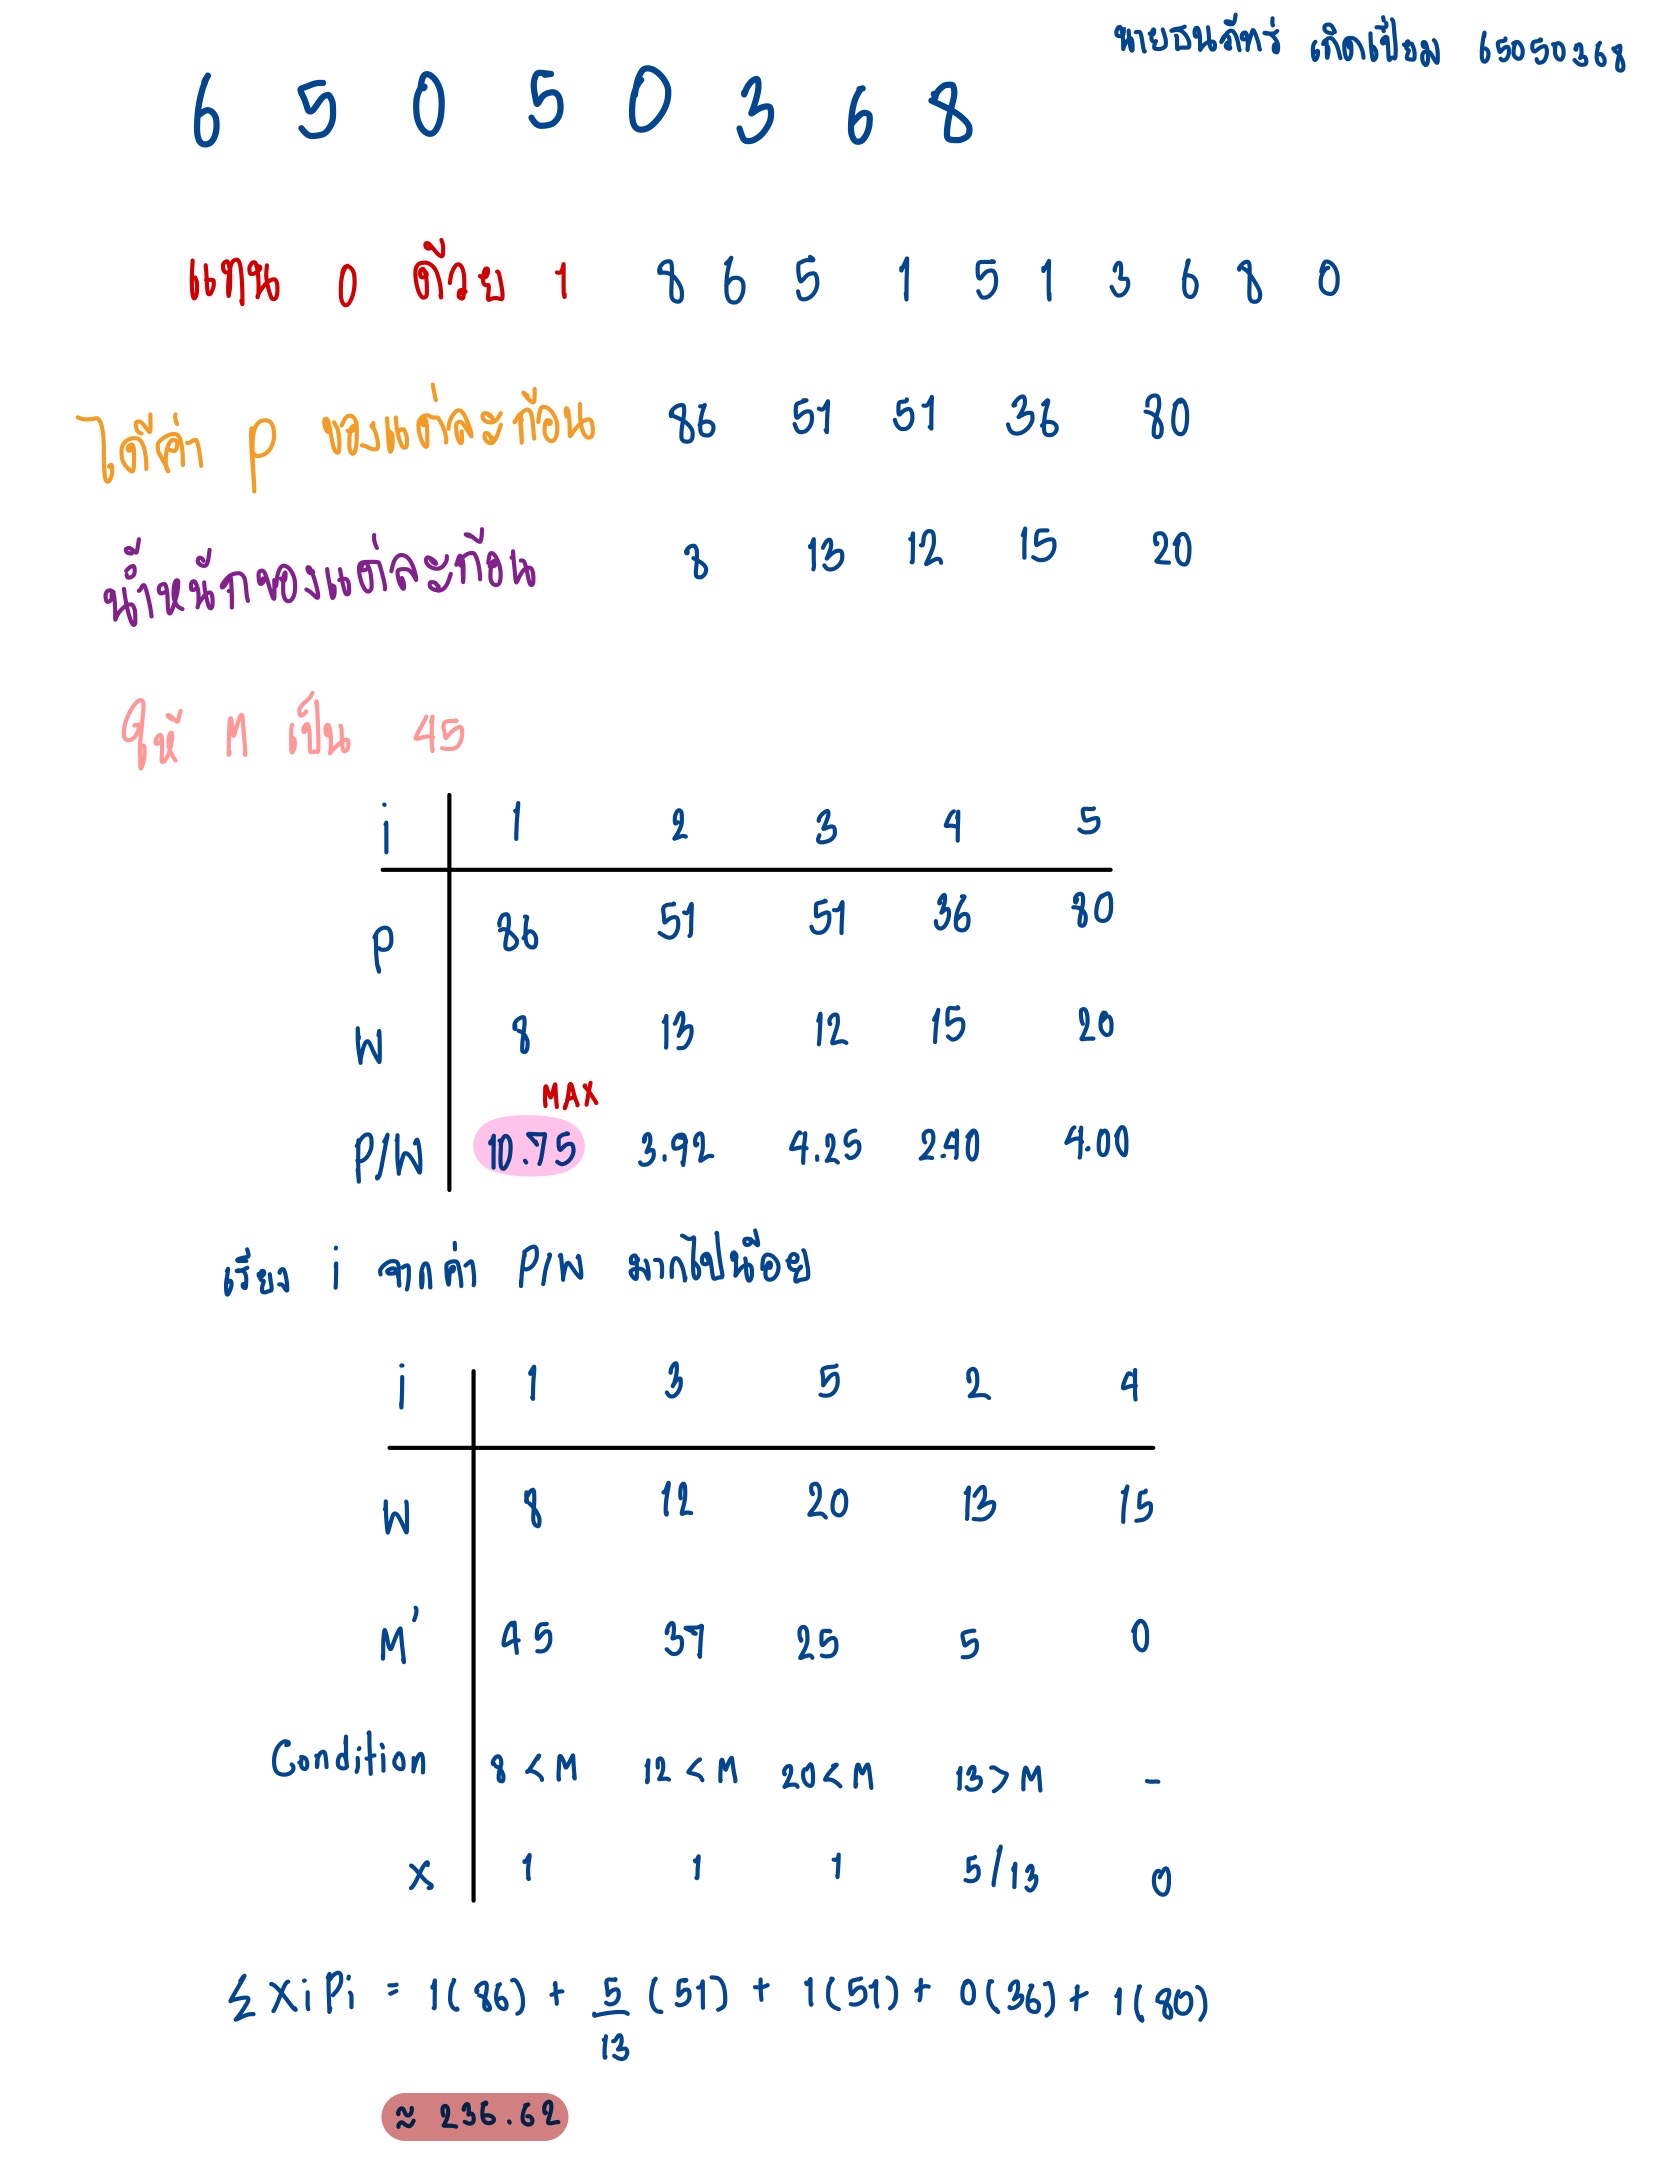 นายธนภัทร์ เกิดเปี่ยม 65050368
6 5 0 5 0 3 6 8
แทน 0 ด้วย 1 8 6 5 1 5 1 3 6 8 0
ได้ค่า P ของแต่ละก้อน 86 51 51 36 80
น้ำหนักของแต่ละก้อน 8 13 12 15 20
ให้ M เป็น 45
i 1 2 3 4 5
P 86 51 51 36 80
W 8 13 12 15 20
MAX
P/W 10.75 3.92 4.25 2.40 4.00
เรียง i จากค่า P/W มากไปน้อย
i 1 3 5 2 4
W 8 12 20 13 15
M' 45 37 25 5 0
Condition 8 < M 12 < M 20 < M 13 > M -
X 1 1 1 5/13 0
∑ XiPi = 1(86) + 5/13 (51) + 1(51) + 0(36) + 1(80)
≈ 236.62